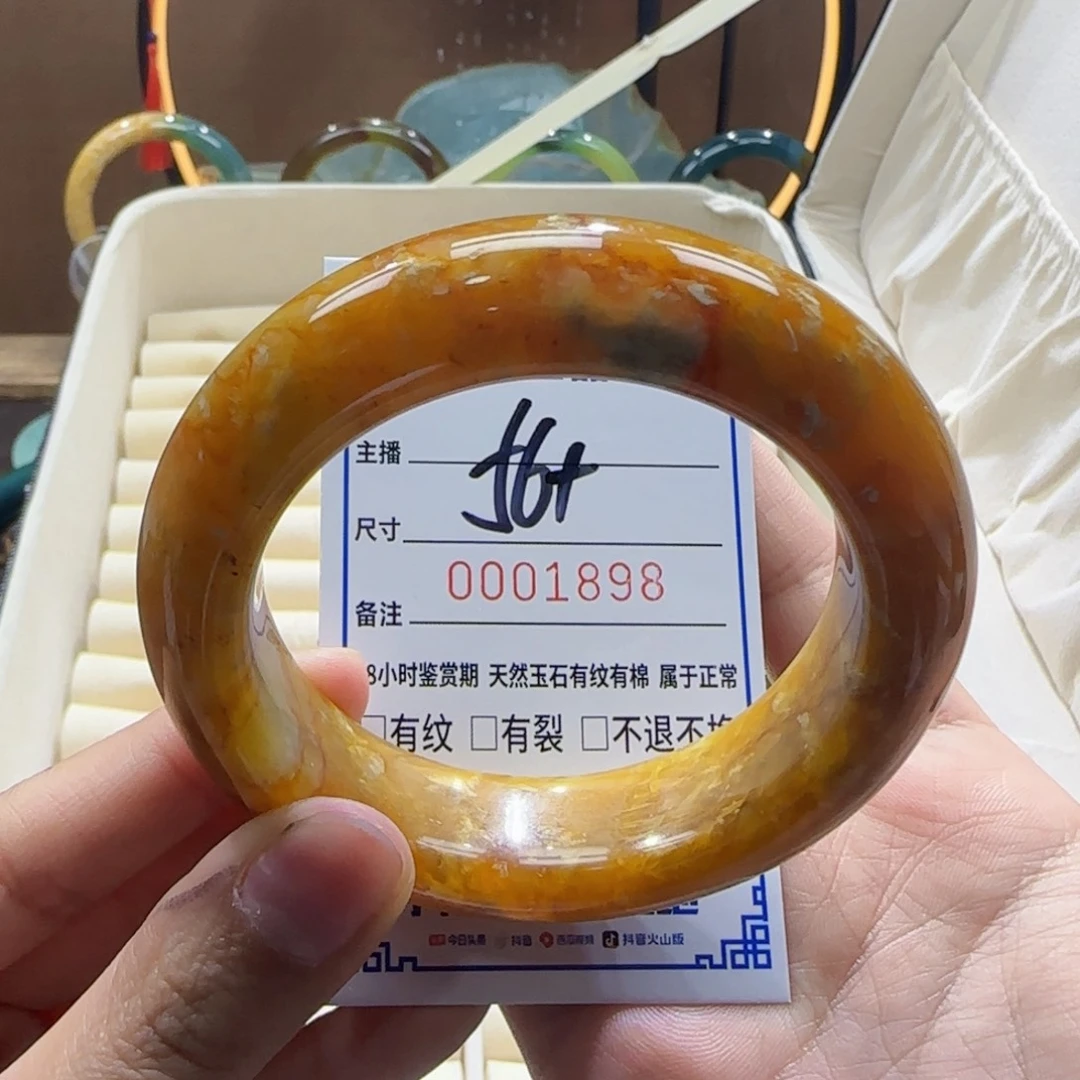 主播
56+
尺寸
0001898
备注
8小时鉴赏期 天然玉石有纹有棉 属于正常
□有纹 □有裂 □不退不
今日头条 抖音 西瓜视频 抖音火山版